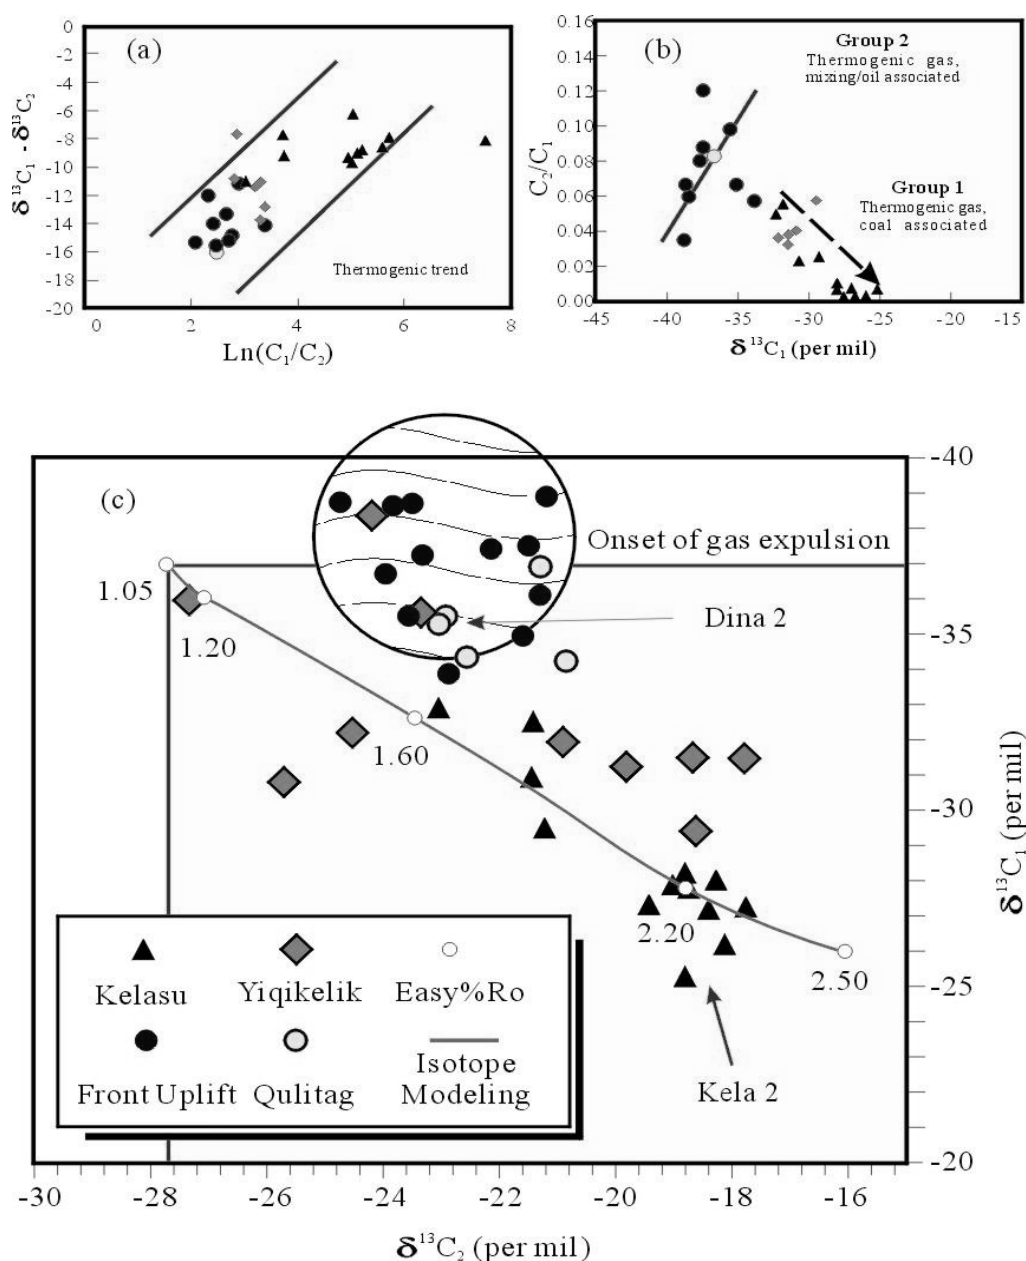 (a)
0
-2
-4
-6
-8
-10
-12
-14
-16
-18
-20
δ¹³C₁ - δ¹³C₂
Thermogenic trend
0 2 4 6 8
Ln(C₁/C₂)
(b)
0.16
0.12
0.10
0.08
0.06
0.04
0.02
0.00
C₂/C₁
Group 2
Thermogenic gas,
mixing/oil associated
Group 1
Thermogenic gas,
coal associated
-45 -40 -35 -30 -25 -20 -15
δ¹³C₁ (per mil)
(c)
-40
-35
-30
-25
-20
δ¹³C₁ (per mil)
Onset of gas expulsion
Dina 2
1.05
1.20
1.60
2.20
2.50
Kela 2
Kelasu Yiqikelik Easy%Ro
Front Uplift Qulitag Isotope
Modeling
-30 -28 -26 -24 -22 -20 -18 -16
δ¹³C₂ (per mil)